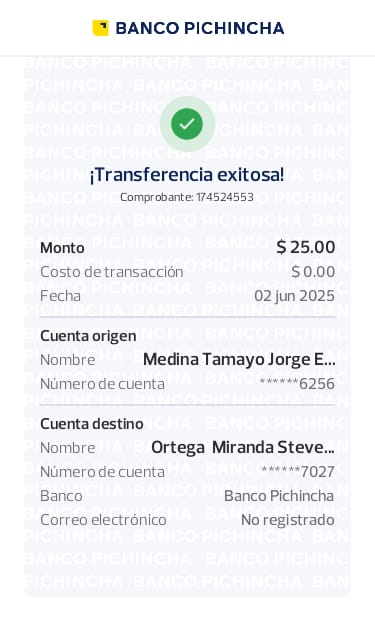 BANCO PICHINCHA
¡Transferencia exitosa!
Comprobante: 174524553
Monto $ 25.00
Costo de transacción $ 0.00
Fecha 02 jun 2025
Cuenta origen
Nombre Medina Tamayo Jorge E...
Número de cuenta ******6256
Cuenta destino
Nombre Ortega Miranda Steve...
Número de cuenta ******7027
Banco Banco Pichincha
Correo electrónico No registrado